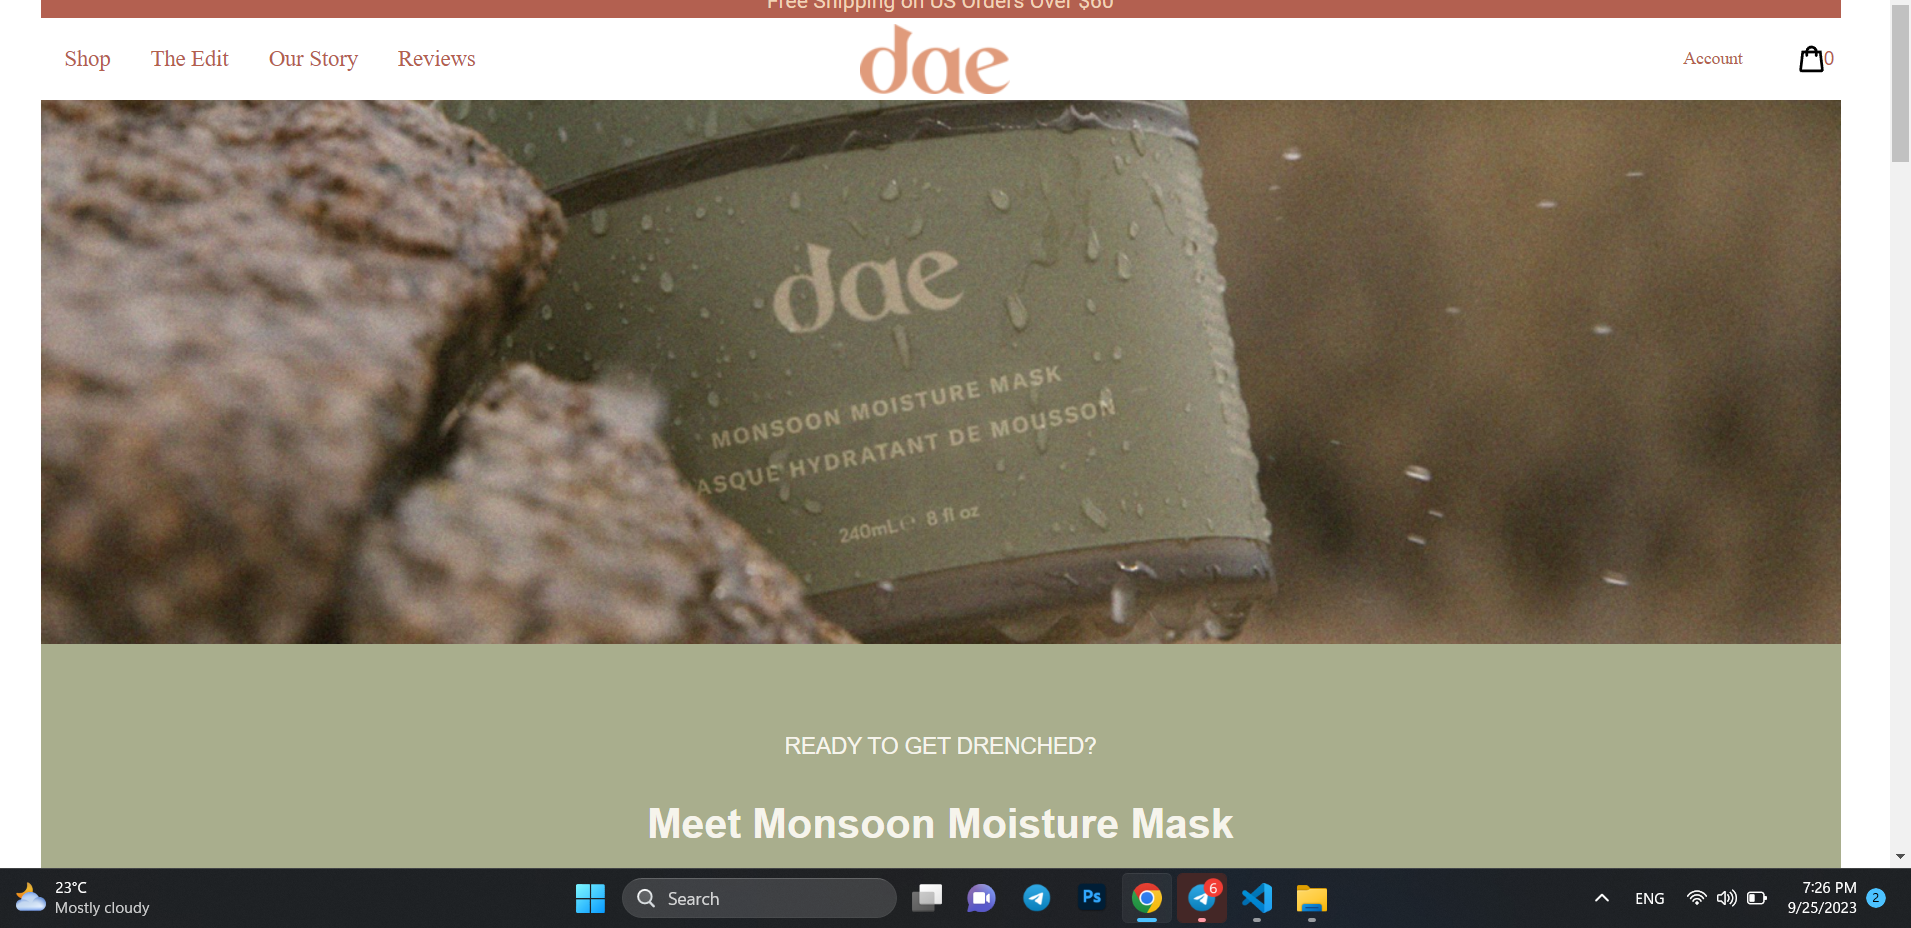 Free Shipping on US Orders Over $60
Shop The Edit Our Story Reviews
dae
Account 0
dae
MONSOON MOISTURE MASK
ASQUE HYDRATANT DE MOUSSON
240mL℮ 8 fl oz
READY TO GET DRENCHED?
Meet Monsoon Moisture Mask
23°C
Mostly cloudy
Search
Ps
6
ENG
7:26 PM
9/25/2023
2